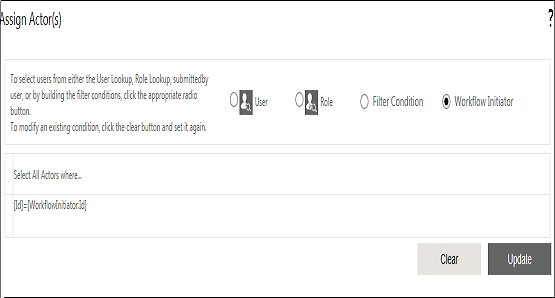 Assign Actor(s)
?
To select users from either the User Lookup, Role Lookup, submittedby
user, or by building the filter conditions, click the appropriate radio
button.
To modify an existing condition, click the clear button and set it again.
User
Role
Filter Condition
Workflow Initiator
Select All Actors where...
[Id]=[WorkflowInitiator.Id]
Clear
Update